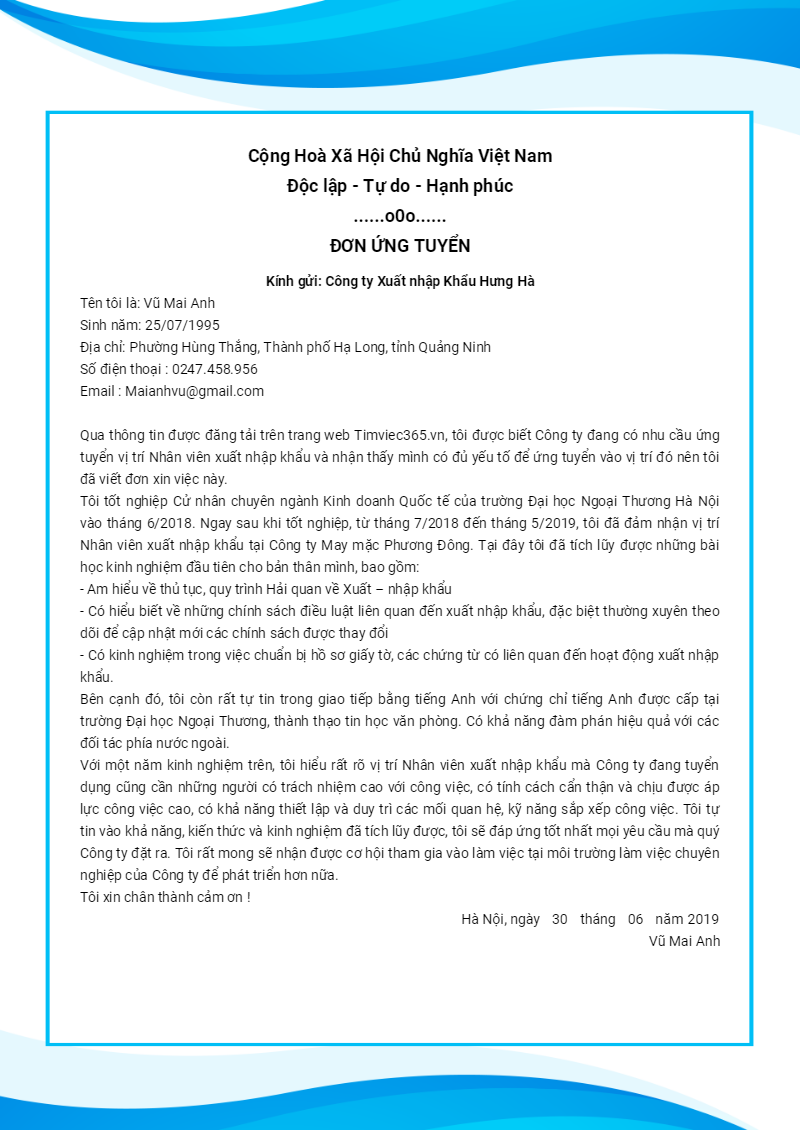 Cộng Hoà Xã Hội Chủ Nghĩa Việt Nam
Độc lập - Tự do - Hạnh phúc
......o0o......
ĐƠN ỨNG TUYỂN
Kính gửi: Công ty Xuất nhập Khẩu Hưng Hà
Tên tôi là: Vũ Mai Anh
Sinh năm: 25/07/1995
Địa chỉ: Phường Hùng Thắng, Thành phố Hạ Long, tỉnh Quảng Ninh
Số điện thoại : 0247.458.956
Email : Maianhvu@gmail.com
Qua thông tin được đăng tải trên trang web Timviec365.vn, tôi được biết Công ty đang có nhu cầu ứng
tuyển vị trí Nhân viên xuất nhập khẩu và nhận thấy mình có đủ yếu tố để ứng tuyển vào vị trí đó nên tôi
đã viết đơn xin việc này.
Tôi tốt nghiệp Cử nhân chuyên ngành Kinh doanh Quốc tế của trường Đại học Ngoại Thương Hà Nội
vào tháng 6/2018. Ngay sau khi tốt nghiệp, từ tháng 7/2018 đến tháng 5/2019, tôi đã đảm nhận vị trí
Nhân viên xuất nhập khẩu tại Công ty May mặc Phương Đông. Tại đây tôi đã tích lũy được những bài
học kinh nghiệm đầu tiên cho bản thân mình, bao gồm:
- Am hiểu về thủ tục, quy trình Hải quan về Xuất – nhập khẩu
- Có hiểu biết về những chính sách điều luật liên quan đến xuất nhập khẩu, đặc biệt thường xuyên theo
dõi để cập nhật mới các chính sách được thay đổi
- Có kinh nghiệm trong việc chuẩn bị hồ sơ giấy tờ, các chứng từ có liên quan đến hoạt động xuất nhập
khẩu.
Bên cạnh đó, tôi còn rất tự tin trong giao tiếp bằng tiếng Anh với chứng chỉ tiếng Anh được cấp tại
trường Đại học Ngoại Thương, thành thạo tin học văn phòng. Có khả năng đàm phán hiệu quả với các
đối tác phía nước ngoài.
Với một năm kinh nghiệm trên, tôi hiểu rất rõ vị trí Nhân viên xuất nhập khẩu mà Công ty đang tuyển
dụng cũng cần những người có trách nhiệm cao với công việc, có tính cách cẩn thận và chịu được áp
lực công việc cao, có khả năng thiết lập và duy trì các mối quan hệ, kỹ năng sắp xếp công việc. Tôi tự
tin vào khả năng, kiến thức và kinh nghiệm đã tích lũy được, tôi sẽ đáp ứng tốt nhất mọi yêu cầu mà quý
Công ty đặt ra. Tôi rất mong sẽ nhận được cơ hội tham gia vào làm việc tại môi trường làm việc chuyên
nghiệp của Công ty để phát triển hơn nữa.
Tôi xin chân thành cảm ơn !
Hà Nội, ngày 30 tháng 06 năm 2019
Vũ Mai Anh